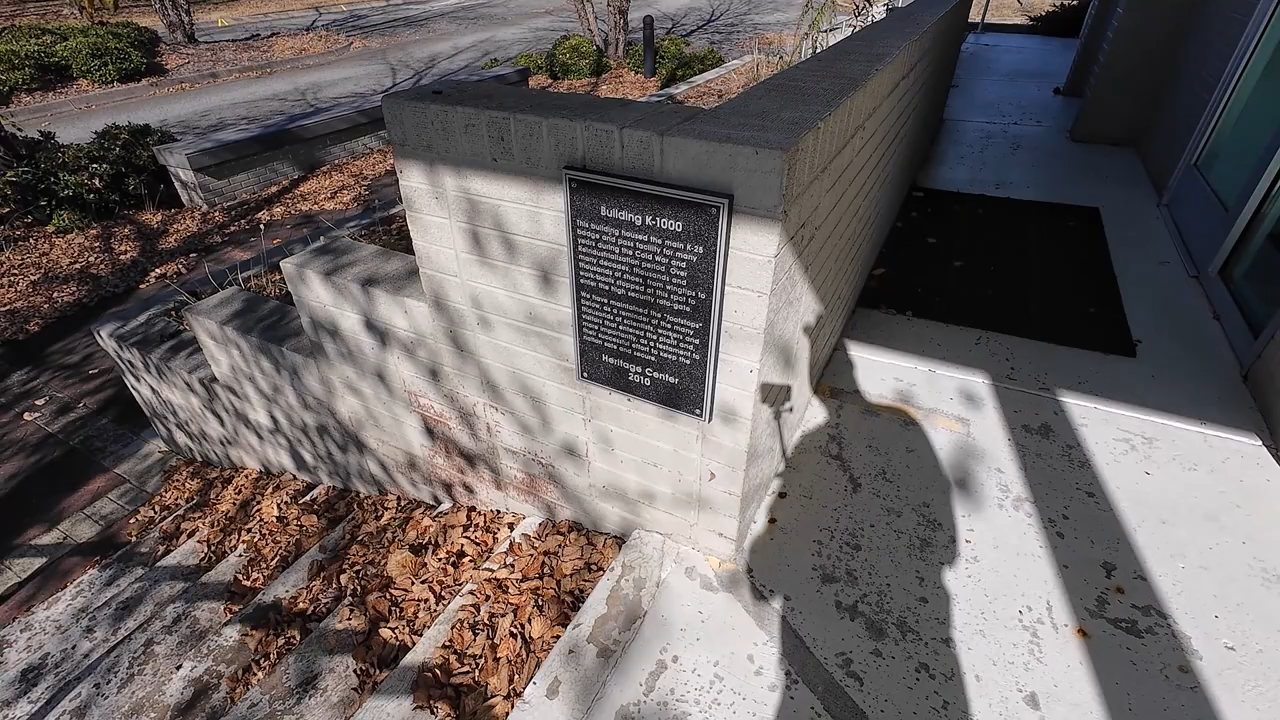 Building K-1000
This building housed the main K-25
badge and pass facility for many
years during the Cold War and
Reindustrialization period. Over
many decades, thousands and
thousands of shoes, from wingtips to
work-boots stopped at this spot to
enter the high security roto-gate.
We have maintained the "footsteps"
below, as a reminder of the many
thousands of scientists, workers and
visitors that entered the plant and,
more importantly, as a testament to
their successful effort to keep the
nation safe and secure.
Heritage Center
2010